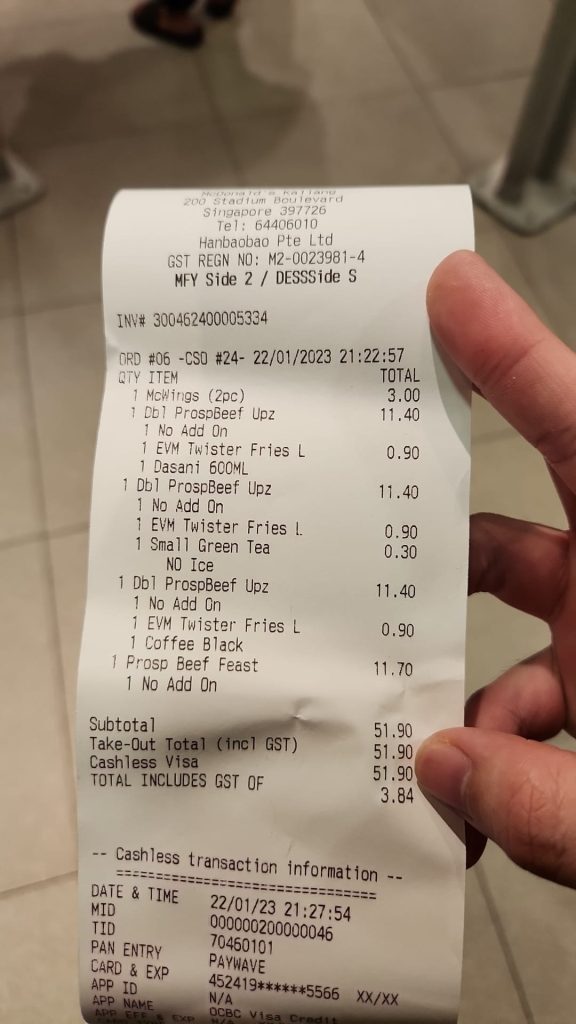 McDonald's Kallang
200 Stadium Boulevard
Singapore 397726
Tel: 64406010
Hanbaobao Pte Ltd
GST REGN NO: M2-0023981-4
MFY Side 2 / DESSSide S
INV# 300462400005334
ORD #06 -CSO #24- 22/01/2023 21:22:57
QTY ITEM TOTAL
1 McWings (2pc) 3.00
1 Dbl ProspBeef Upz 11.40
1 No Add On
1 EVM Twister Fries L 0.90
1 Dasani 600ML
1 Dbl ProspBeef Upz 11.40
1 No Add On
1 EVM Twister Fries L 0.90
1 Small Green Tea 0.30
NO Ice
1 Dbl ProspBeef Upz 11.40
1 No Add On
1 EVM Twister Fries L 0.90
1 Coffee Black
1 Prosp Beef Feast 11.70
1 No Add On
Subtotal 51.90
Take-Out Total (incl GST) 51.90
Cashless Visa 51.90
TOTAL INCLUDES GST OF 3.84
-- Cashless transaction information --
==============================
DATE & TIME 22/01/23 21:27:54
MID 000000200000046
TID 70460101
PAN ENTRY PAYWAVE
CARD & EXP 452419******5566 XX/XX
APP ID N/A
APP NAME OCBC Visa Credit
APP EFF & EXP N/A